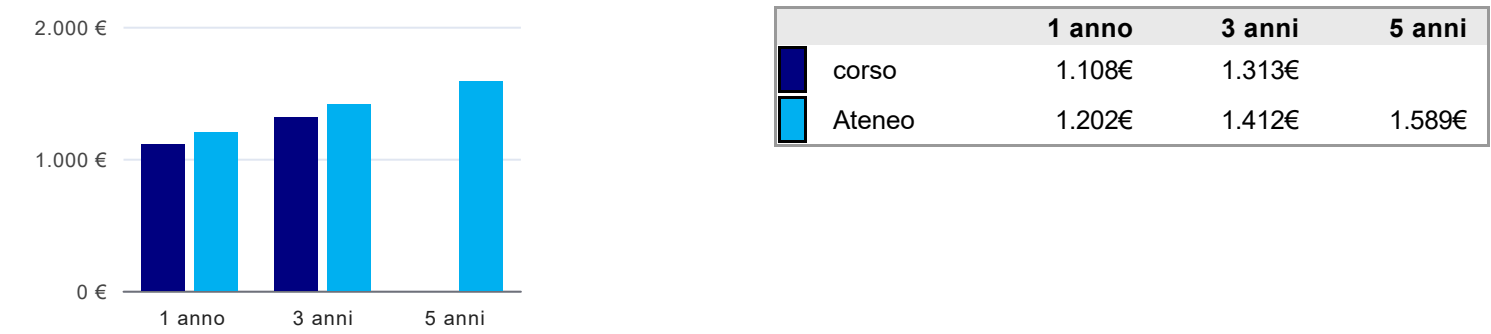 2.000 €
1.000 €
0 €
1 anno 3 anni 5 anni
1 anno 3 anni 5 anni
corso 1.108€ 1.313€
Ateneo 1.202€ 1.412€ 1.589€